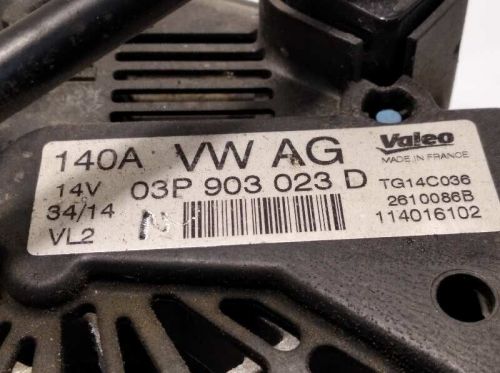 140A VW AG Valeo
MADE IN FRANCE
14V 03P 903 023 D TG14C036
34/14 2610086B
VL2 114016102